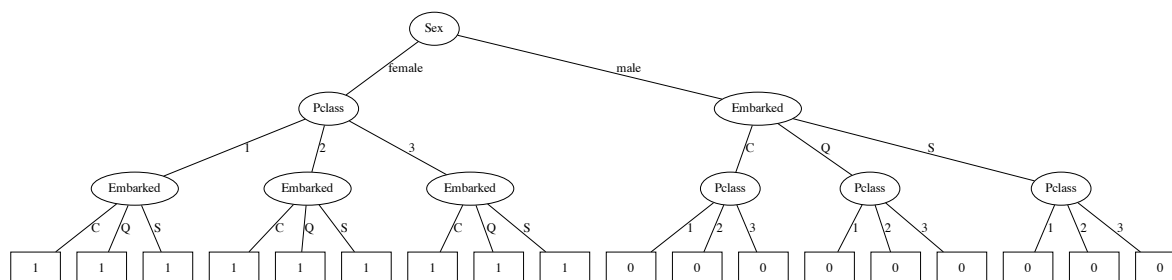 Sex
female male
Pclass Embarked
1 2 3 C Q S
Embarked Embarked Embarked Pclass Pclass Pclass
C Q S C Q S C Q S 1 2 3 1 2 3 1 2 3
1 1 1 1 1 1 1 1 1 0 0 0 0 0 0 0 0 0